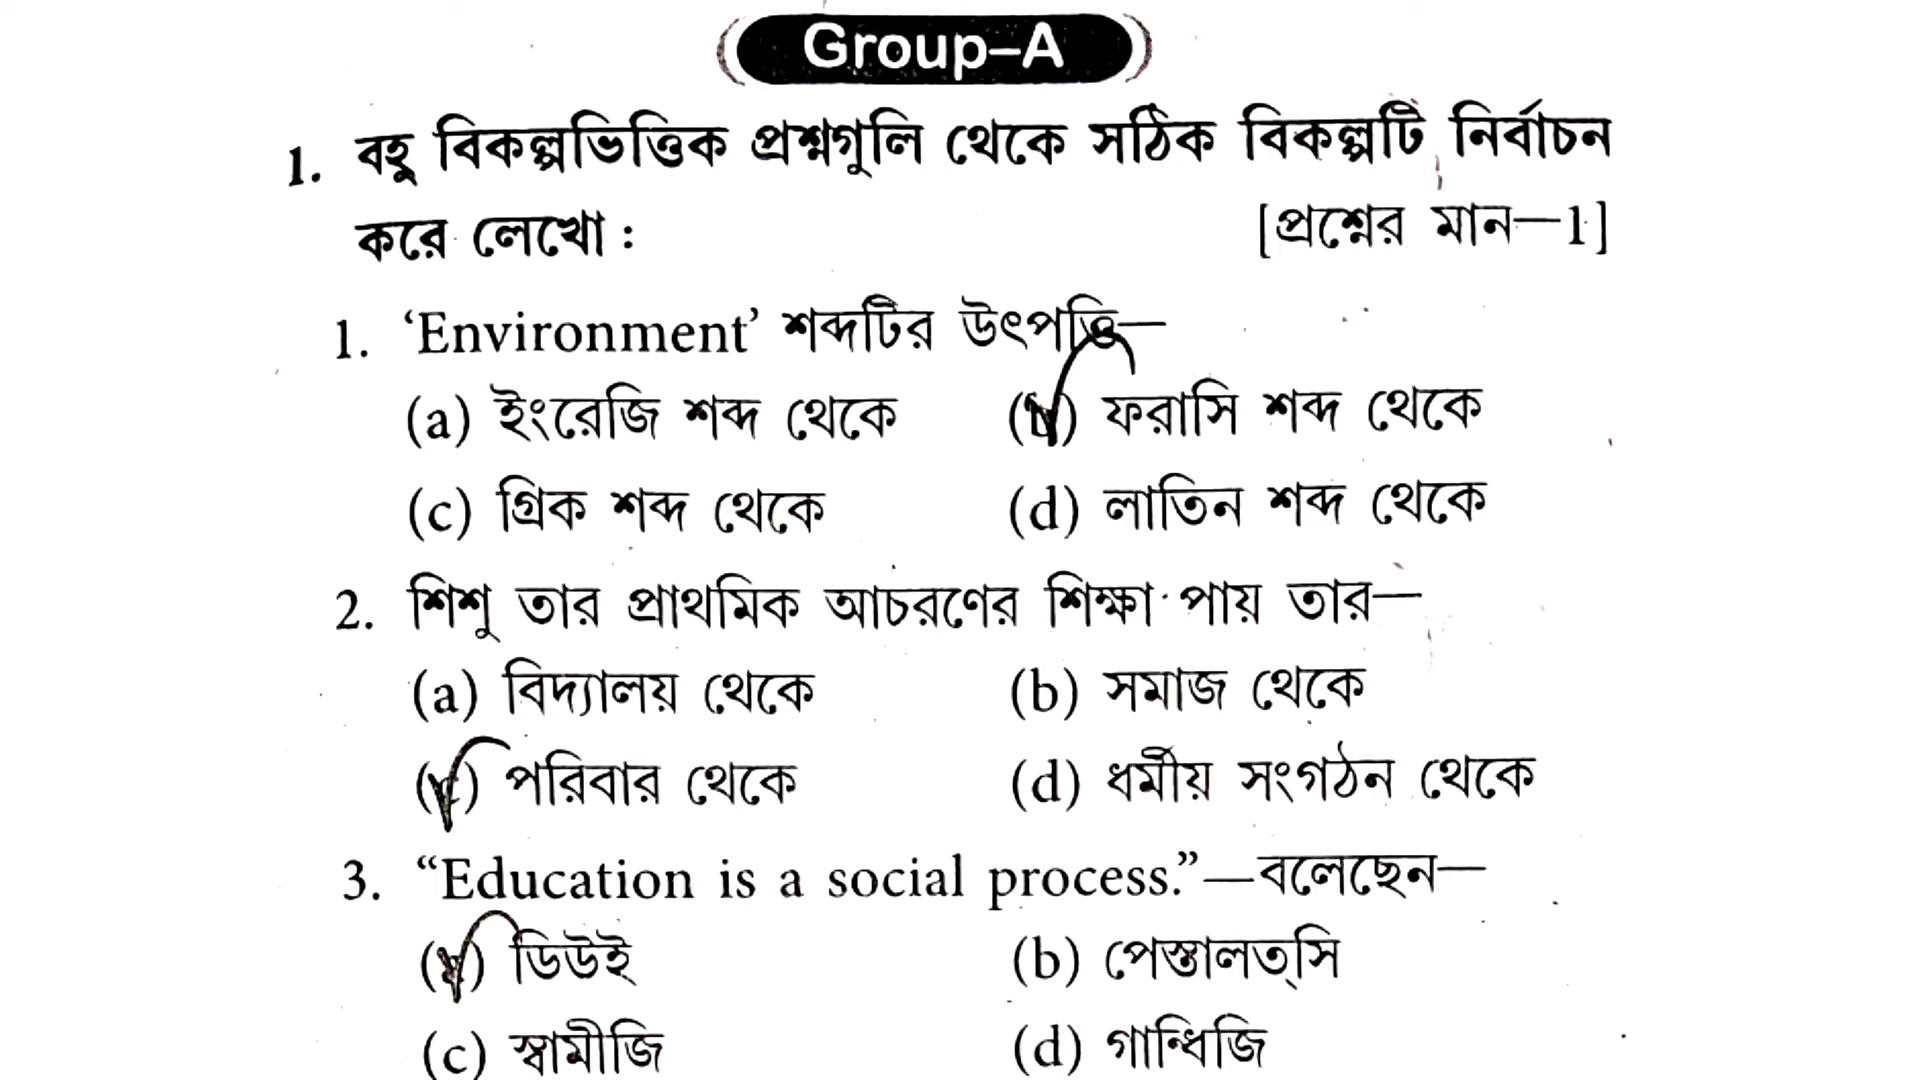 Group–A
1. বহু বিকল্পভিত্তিক প্রশ্নগুলি থেকে সঠিক বিকল্পটি নির্বাচন
করে লেখো : [প্রশ্নের মান—1]
1. ‘Environment’ শব্দটির উৎপত্তি—
(a) ইংরেজি শব্দ থেকে (b) ফরাসি শব্দ থেকে
(c) গ্রিক শব্দ থেকে (d) লাতিন শব্দ থেকে
2. শিশু তার প্রাথমিক আচরণের শিক্ষা পায় তার—
(a) বিদ্যালয় থেকে (b) সমাজ থেকে
(c) পরিবার থেকে (d) ধর্মীয় সংগঠন থেকে
3. “Education is a social process.”—বলেছেন—
(a) ডিউই (b) পেস্তালত্সি
(c) স্বামীজি (d) গান্ধিজি